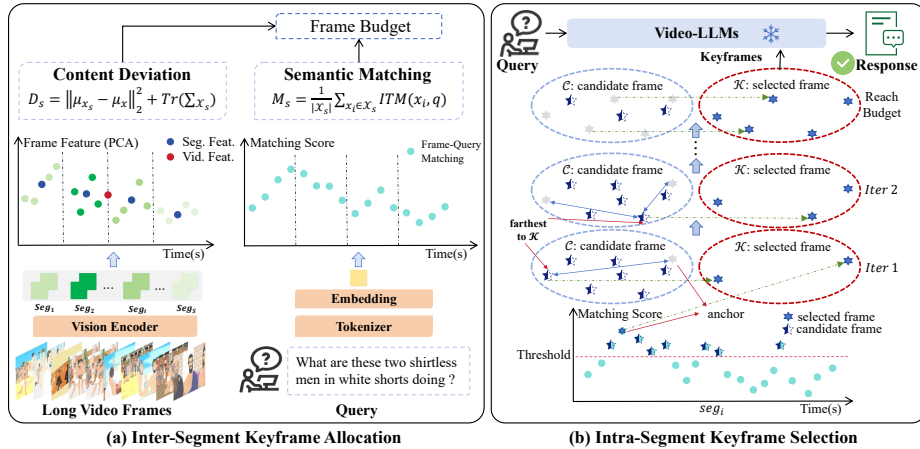 Frame Budget
Content Deviation
D_s = ||μ_{x_s} − μ_x||_2^2 + Tr(∑_{X_s})
Semantic Matching
M_s = 1/|X_s| ∑_{x_i∈X_s} ITM(x_i, q)
Frame Feature (PCA)
Seg. Feat.
Vid. Feat.
Time(s)
Matching Score
Frame-Query
Matching
Time(s)
Seg_1 Seg_2 ... Seg_i ... Seg_S
Vision Encoder
Long Video Frames
Embedding
Tokenizer
What are these two shirtless
men in white shorts doing ?
Query
(a) Inter-Segment Keyframe Allocation
Query
Video-LLMs
Keyframes
Response
C: candidate frame
K: selected frame
Reach
Budget
...
C: candidate frame
K: selected frame
Iter 2
farthest
to K
C: candidate frame
K: selected frame
Iter 1
Matching Score
anchor
selected frame
candidate frame
Threshold
seg_i
Time(s)
(b) Intra-Segment Keyframe Selection